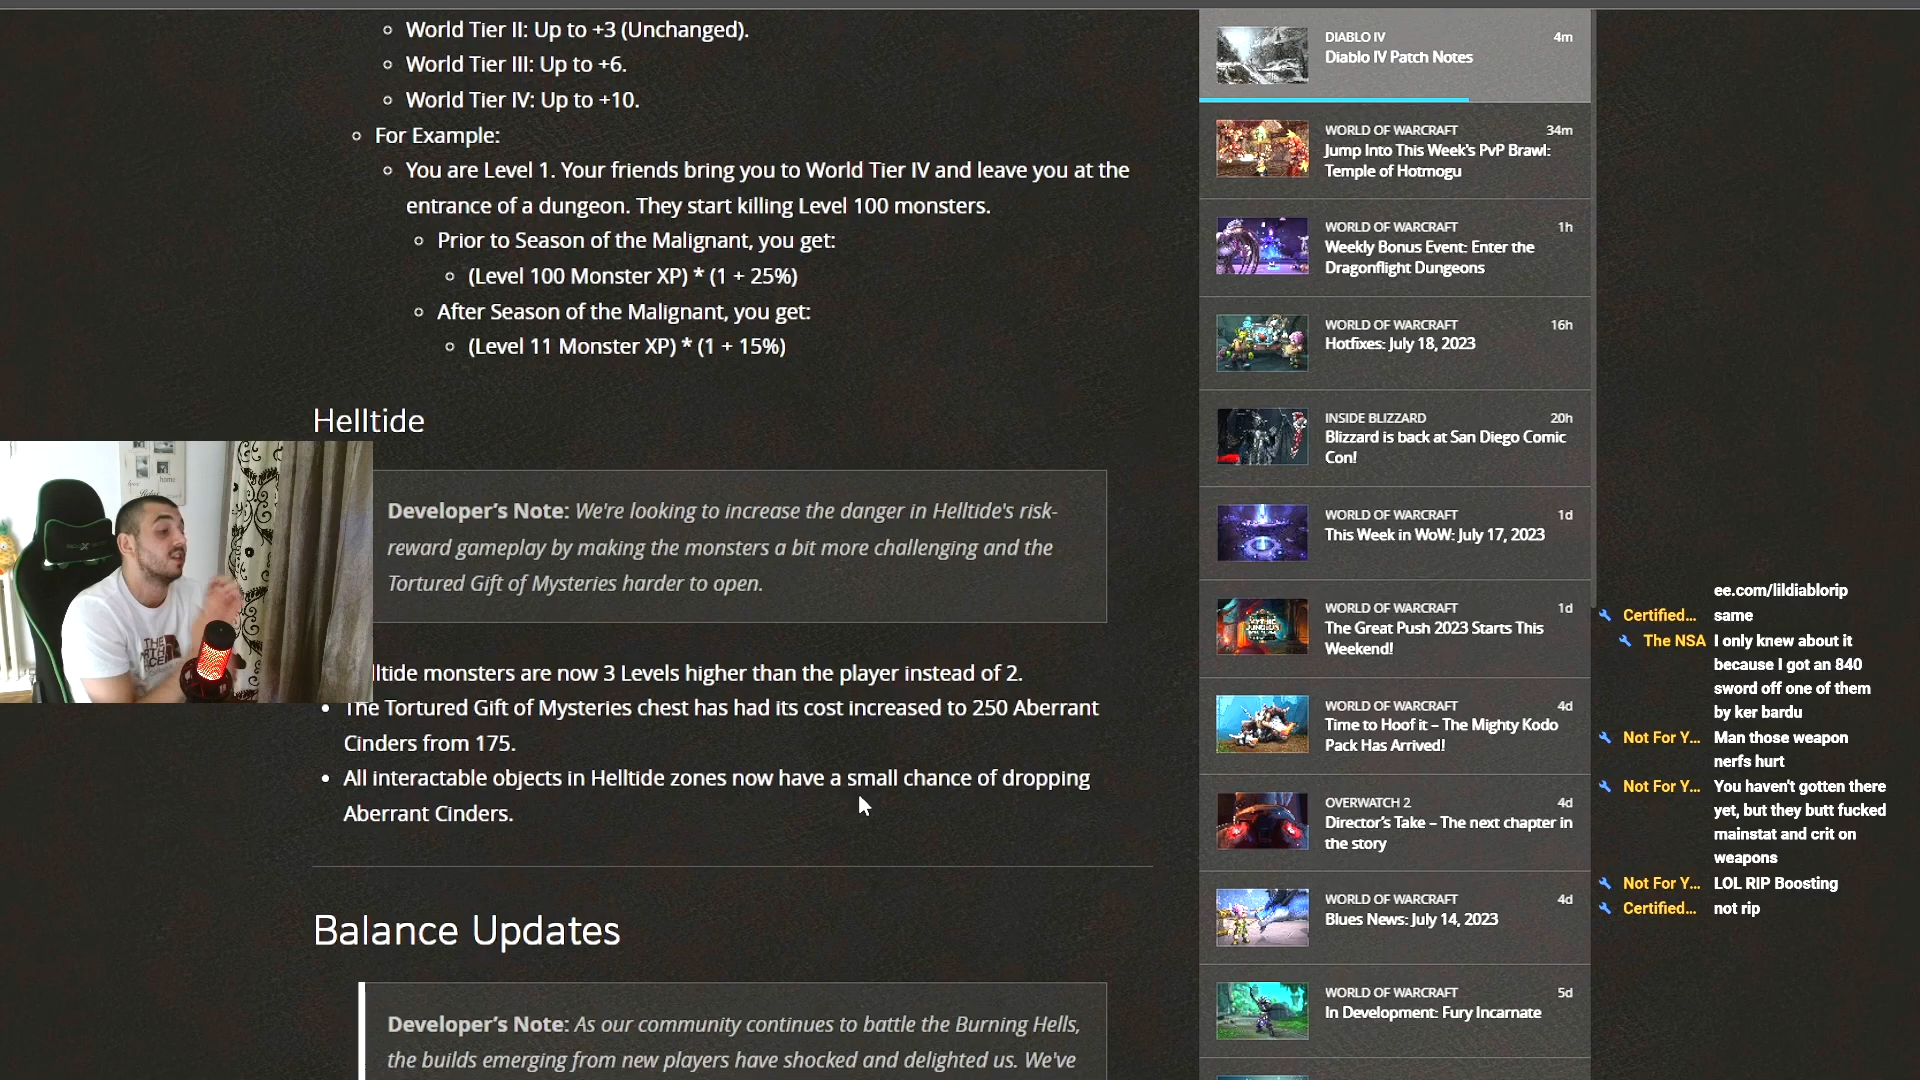 World Tier II: Up to +3 (Unchanged).
World Tier III: Up to +6.
World Tier IV: Up to +10.
For Example:
You are Level 1. Your friends bring you to World Tier IV and leave you at the
entrance of a dungeon. They start killing Level 100 monsters.
Prior to Season of the Malignant, you get:
(Level 100 Monster XP) * (1 + 25%)
After Season of the Malignant, you get:
(Level 11 Monster XP) * (1 + 15%)
Helltide
Developer's Note: We're looking to increase the danger in Helltide's risk-
reward gameplay by making the monsters a bit more challenging and the
Tortured Gift of Mysteries harder to open.
lltide monsters are now 3 Levels higher than the player instead of 2.
The Tortured Gift of Mysteries chest has had its cost increased to 250 Aberrant
Cinders from 175.
All interactable objects in Helltide zones now have a small chance of dropping
Aberrant Cinders.
Balance Updates
Developer's Note: As our community continues to battle the Burning Hells,
the builds emerging from new players have shocked and delighted us. We've
DIABLO IV 4m
Diablo IV Patch Notes
WORLD OF WARCRAFT 34m
Jump Into This Week's PvP Brawl:
Temple of Hotmogu
WORLD OF WARCRAFT 1h
Weekly Bonus Event: Enter the
Dragonflight Dungeons
WORLD OF WARCRAFT 16h
Hotfixes: July 18, 2023
INSIDE BLIZZARD 20h
Blizzard is back at San Diego Comic
Con!
WORLD OF WARCRAFT 1d
This Week in WoW: July 17, 2023
WORLD OF WARCRAFT 1d
The Great Push 2023 Starts This
Weekend!
WORLD OF WARCRAFT 4d
Time to Hoof it – The Mighty Kodo
Pack Has Arrived!
OVERWATCH 2 4d
Director's Take – The next chapter in
the story
WORLD OF WARCRAFT 4d
Blues News: July 14, 2023
WORLD OF WARCRAFT 5d
In Development: Fury Incarnate
ee.com/lildiablorip
Certified... same
The NSA I only knew about it
because I got an 840
sword off one of them
by ker bardu
Not For Y... Man those weapon
nerfs hurt
Not For Y... You haven't gotten there
yet, but they butt fucked
mainstat and crit on
weapons
Not For Y... LOL RIP Boosting
Certified... not rip